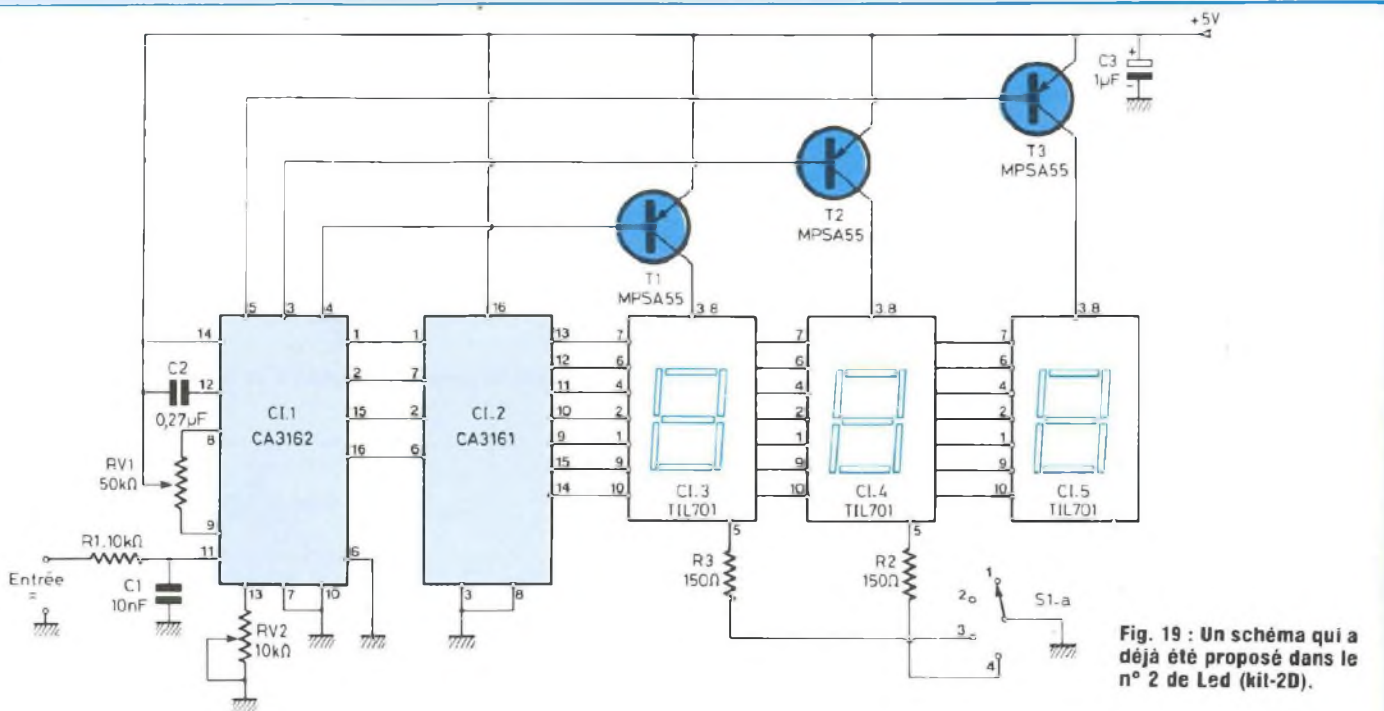 +5V
C3
1µF
+
-
T3
MPSA55
T2
MPSA55
T1
MPSA55
5 3 4
16
3.8
3.8
3.8
14
12
8
9
11
C2
0,27µF
RV1
50kΩ
R1.10kΩ
Entrée
=
C1
10nF
CI.1
CA3162
1
2
15
16
6
13 7 10
RV2
10kΩ
1
7
2
6
CI.2
CA3161
13
12
11
10
9
15
14
3 8
7
6
4
2
1
9
10
CI.3
TIL701
5
R3
150Ω
7
6
4
2
1
9
10
CI.4
TIL701
5
R2
150Ω
7
6
4
2
1
9
10
CI.5
TIL701
1
2
3
4
S1-a
Fig. 19 : Un schéma qui a
déjà été proposé dans le
n° 2 de Led (kit-2D).